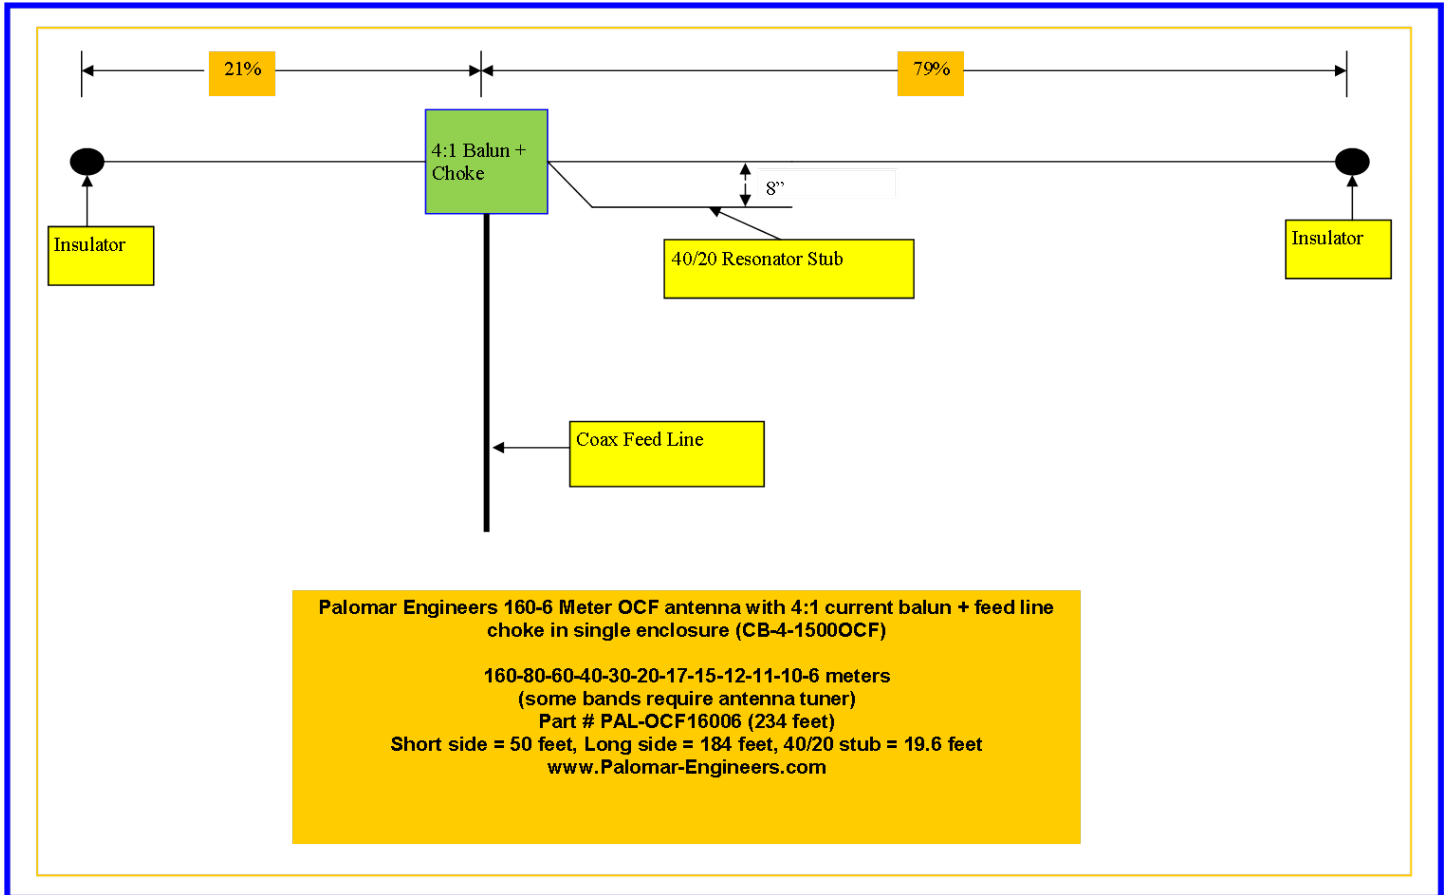 21%
79%
4:1 Balun +
Choke
8”
Insulator
40/20 Resonator Stub
Insulator
Coax Feed Line
Palomar Engineers 160-6 Meter OCF antenna with 4:1 current balun + feed line
choke in single enclosure (CB-4-1500OCF)
160-80-60-40-30-20-17-15-12-11-10-6 meters
(some bands require antenna tuner)
Part # PAL-OCF16006 (234 feet)
Short side = 50 feet, Long side = 184 feet, 40/20 stub = 19.6 feet
www.Palomar-Engineers.com